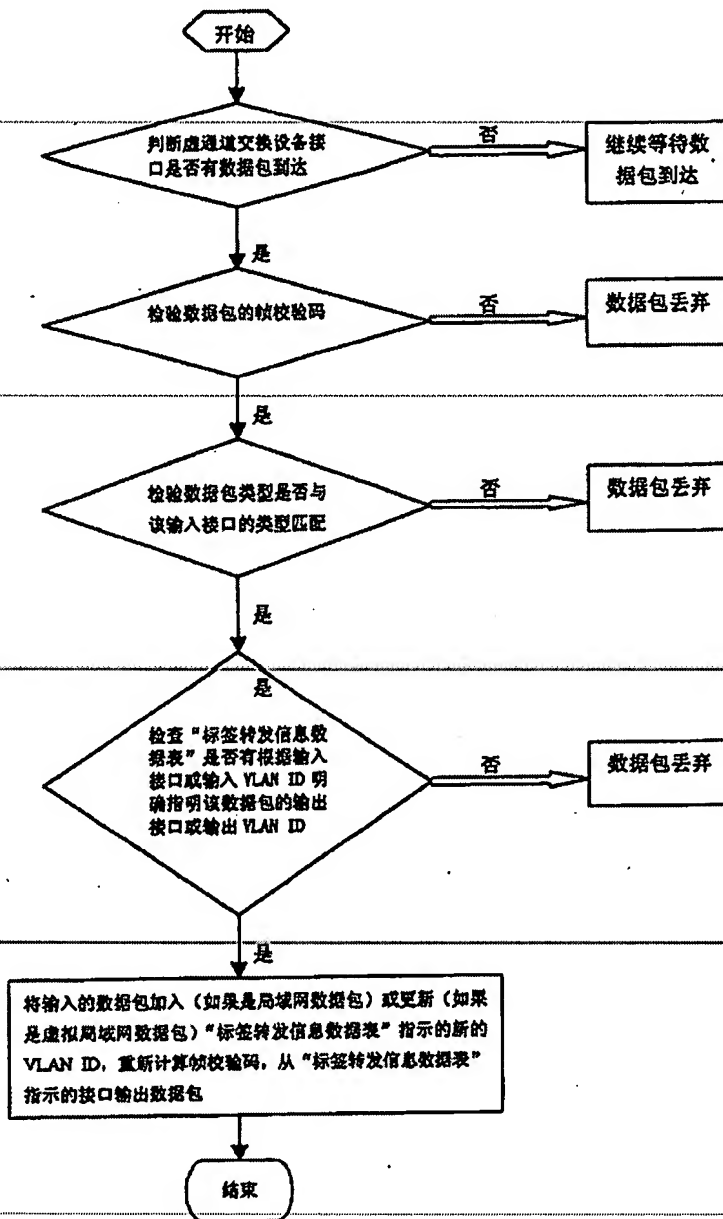 开始
判断虚通道交换设备接
口是否有数据包到达
否
继续等待数
据包到达
是
检验数据包的帧校验码
否
数据包丢弃
是
检验数据包类型是否与
该输入接口的类型匹配
否
数据包丢弃
是
是
检查“标签转发信息数
据表”是否有根据输入
接口或输入 VLAN ID 明
确指明该数据包的输出
接口或输出 VLAN ID
否
数据包丢弃
是
将输入的数据包加入（如果是局域网数据包）或更新（如果
是虚拟局域网数据包）“标签转发信息数据表”指示的新的
VLAN ID，重新计算帧校验码，从“标签转发信息数据表”
指示的接口输出数据包
结束